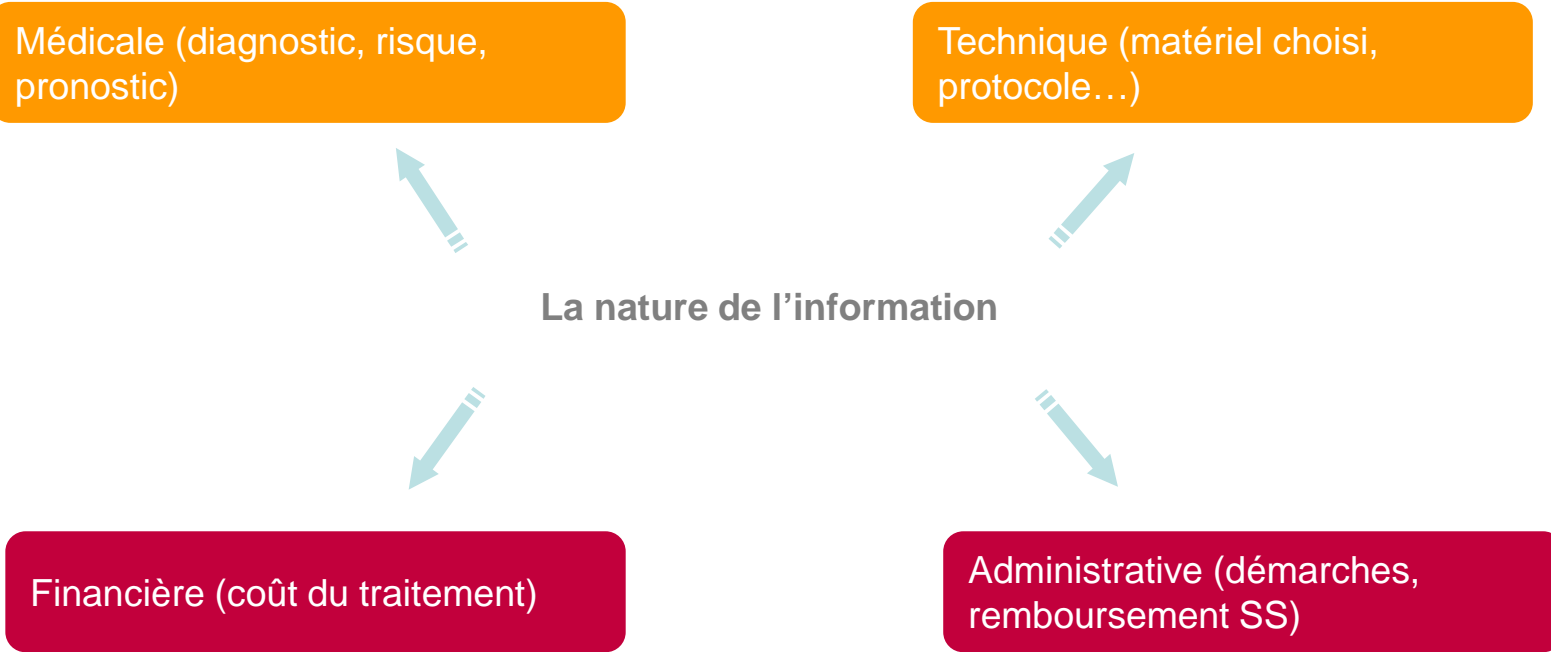 Médicale (diagnostic, risque,
pronostic)
Technique (matériel choisi,
protocole…)
La nature de l’information
Financière (coût du traitement)
Administrative (démarches,
remboursement SS)